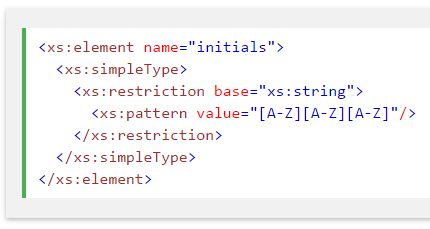 <xs:element name="initials">
  <xs:simpleType>
    <xs:restriction base="xs:string">
      <xs:pattern value="[A-Z][A-Z][A-Z]"/>
    </xs:restriction>
  </xs:simpleType>
</xs:element>